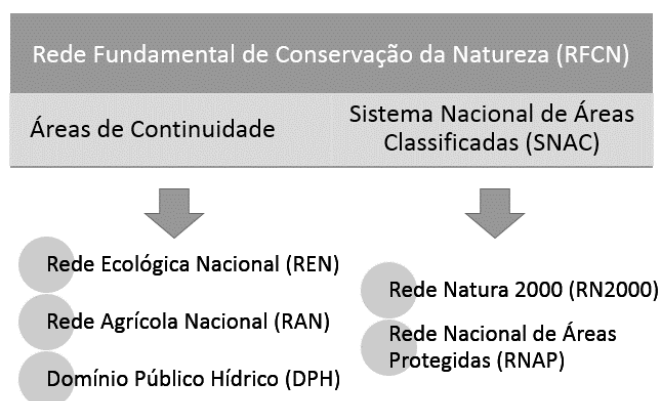 Rede Fundamental de Conservação da Natureza (RFCN)
Áreas de Continuidade
Sistema Nacional de Áreas
Classificadas (SNAC)
Rede Ecológica Nacional (REN)
Rede Agrícola Nacional (RAN)
Domínio Público Hídrico (DPH)
Rede Natura 2000 (RN2000)
Rede Nacional de Áreas
Protegidas (RNAP)